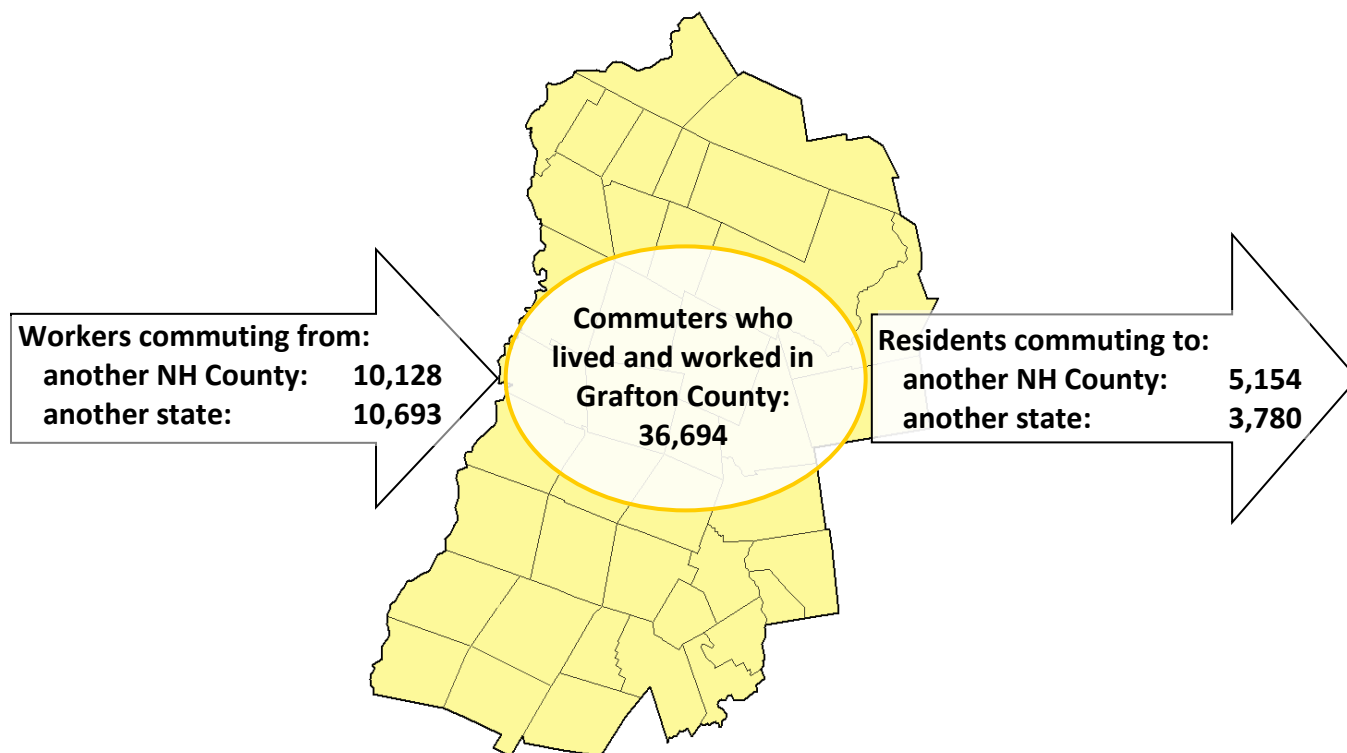 Workers commuting from:
another NH County: 10,128
another state: 10,693
Commuters who
lived and worked in
Grafton County:
36,694
Residents commuting to:
another NH County: 5,154
another state: 3,780